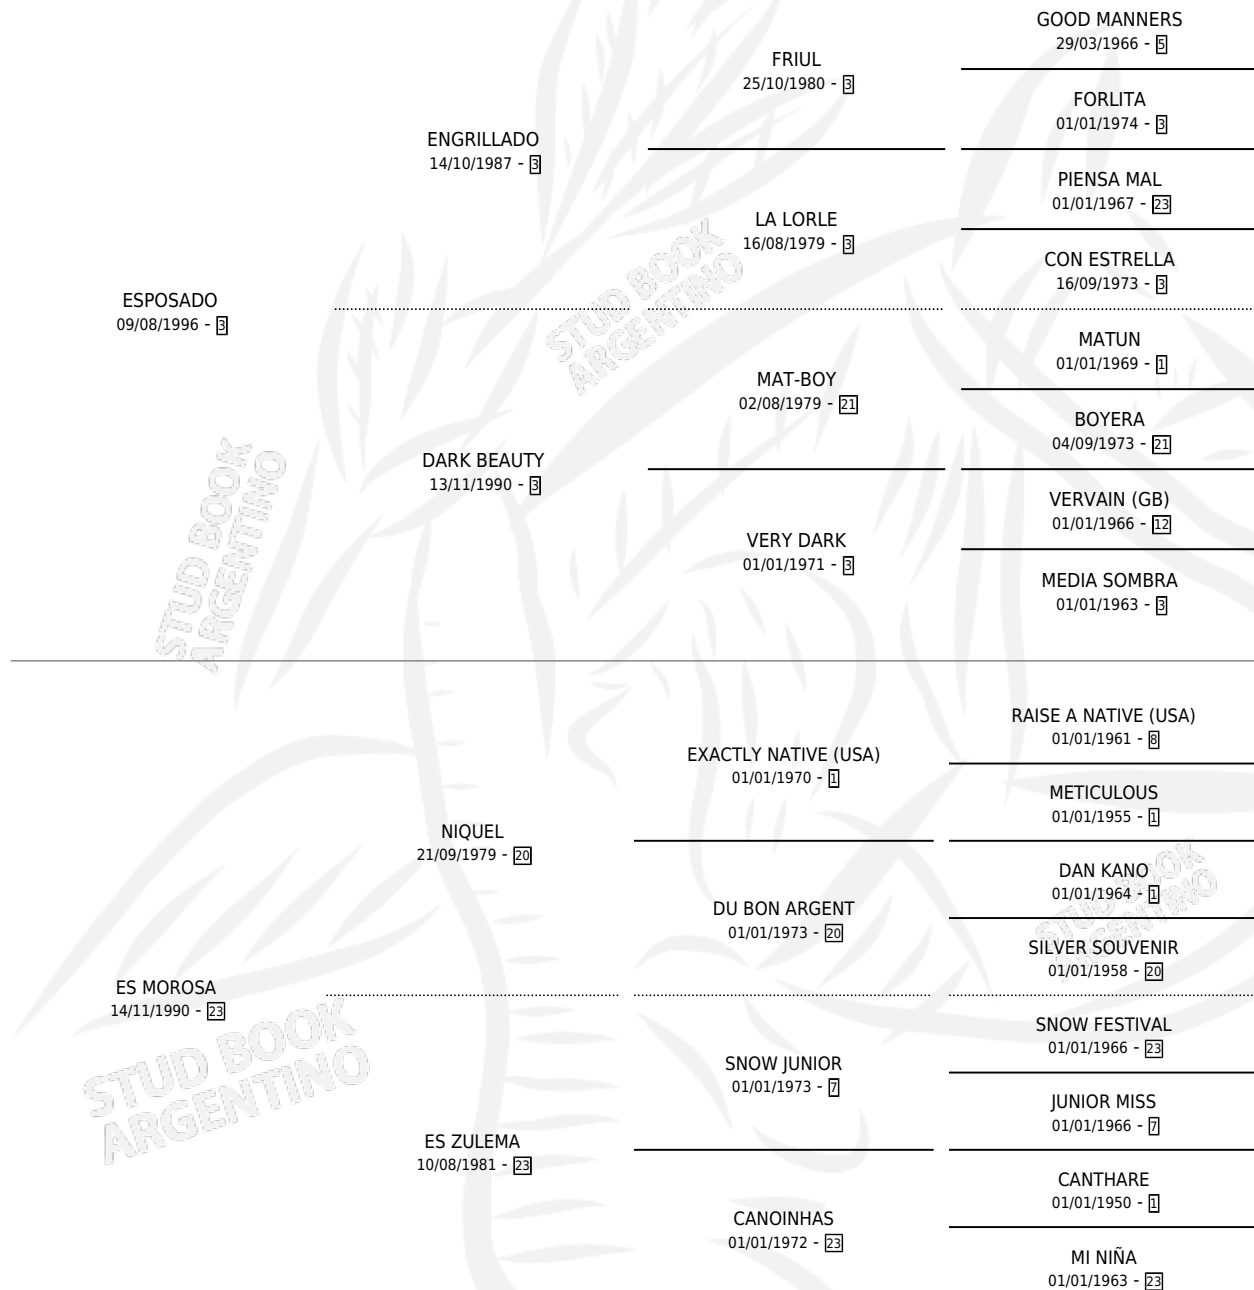 GOOD MANNERS
29/03/1966 - 5
FRIUL
25/10/1980 - 3
FORLITA
01/01/1974 - 3
ENGRILLADO
14/10/1987 - 3
PIENSA MAL
01/01/1967 - 23
LA LORLE
16/08/1979 - 3
CON ESTRELLA
16/09/1973 - 3
ESPOSADO
09/08/1996 - 3
STUD BOOK
ARGENTINO
MATUN
01/01/1969 - 1
MAT-BOY
02/08/1979 - 21
BOYERA
04/09/1973 - 21
DARK BEAUTY
13/11/1990 - 3
VERVAIN (GB)
01/01/1966 - 12
VERY DARK
01/01/1971 - 3
MEDIA SOMBRA
01/01/1963 - 3
STUD BOOK
ARGENTINO
RAISE A NATIVE (USA)
01/01/1961 - 8
EXACTLY NATIVE (USA)
01/01/1970 - 1
METICULOUS
01/01/1955 - 1
NIQUEL
21/09/1979 - 20
DAN KANO
01/01/1964 - 1
DU BON ARGENT
01/01/1973 - 20
SILVER SOUVENIR
01/01/1958 - 20
STUD BOOK
ARGENTINO
ES MOROSA
14/11/1990 - 23
SNOW FESTIVAL
01/01/1966 - 23
SNOW JUNIOR
01/01/1973 - 7
JUNIOR MISS
01/01/1966 - 7
STUD BOOK
ARGENTINO
ES ZULEMA
10/08/1981 - 23
CANTHARE
01/01/1950 - 1
CANOINHAS
01/01/1972 - 23
MI NIÑA
01/01/1963 - 23